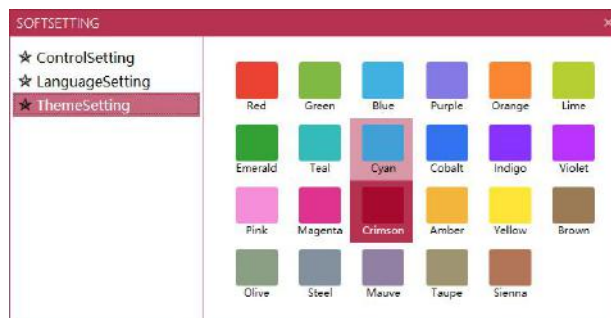 SOFTSETTING
ControlSetting
LanguageSetting
ThemeSetting
Red Green Blue Purple Orange Lime
Emerald Teal Cyan Cobalt Indigo Violet
Pink Magenta Crimson Amber Yellow Brown
Olive Steel Mauve Taupe Sienna